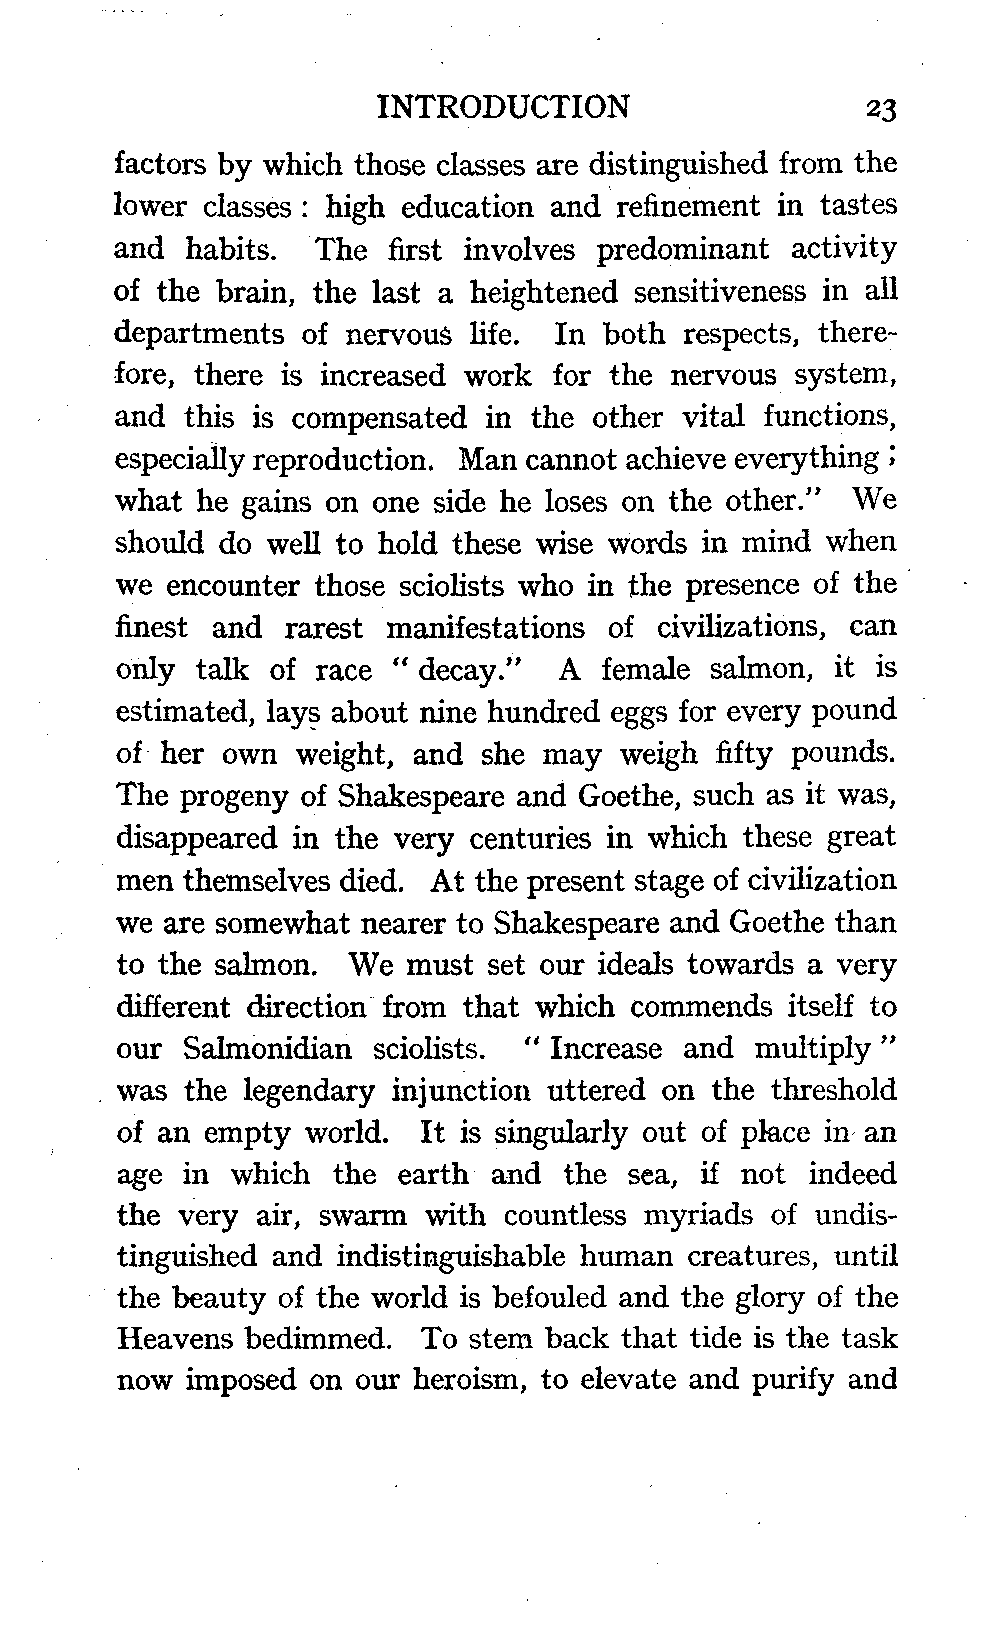 INTRODUCTION 23
factors by which those classes are distinguished from the
lower classes : high education and refinement in tastes
and habits. The first involves predominant activity
of the brain, the last a heightened sensitiveness in all
departments of nervous life. In both respects, there-
fore, there is increased work for the nervous system,
and this is compensated in the other vital functions,
especially reproduction. Man cannot achieve everything ;
what he gains on one side he loses on the other." We
should do well to hold these wise words in mind when
we encounter those sciolists who in the presence of the
finest and rarest manifestations of civilizations, can
only talk of race " decay." A female salmon, it is
estimated, lays about nine hundred eggs for every pound
of her own weight, and she may weigh fifty pounds.
The progeny of Shakespeare and Goethe, such as it was,
disappeared in the very centuries in which these great
men themselves died. At the present stage of civilization
we are somewhat nearer to Shakespeare and Goethe than
to the salmon. We must set our ideals towards a very
different direction from that which commends itself to
our Salmonidian sciolists. " Increase and multiply "
was the legendary injunction uttered on the threshold
of an empty world. It is singularly out of place in an
age in which the earth and the sea, if not indeed
the very air, swarm with countless myriads of undis-
tinguished and indistinguishable human creatures, until
the beauty of the world is befouled and the glory of the
Heavens bedimmed. To stem back that tide is the task
now imposed on our heroism, to elevate and purify and